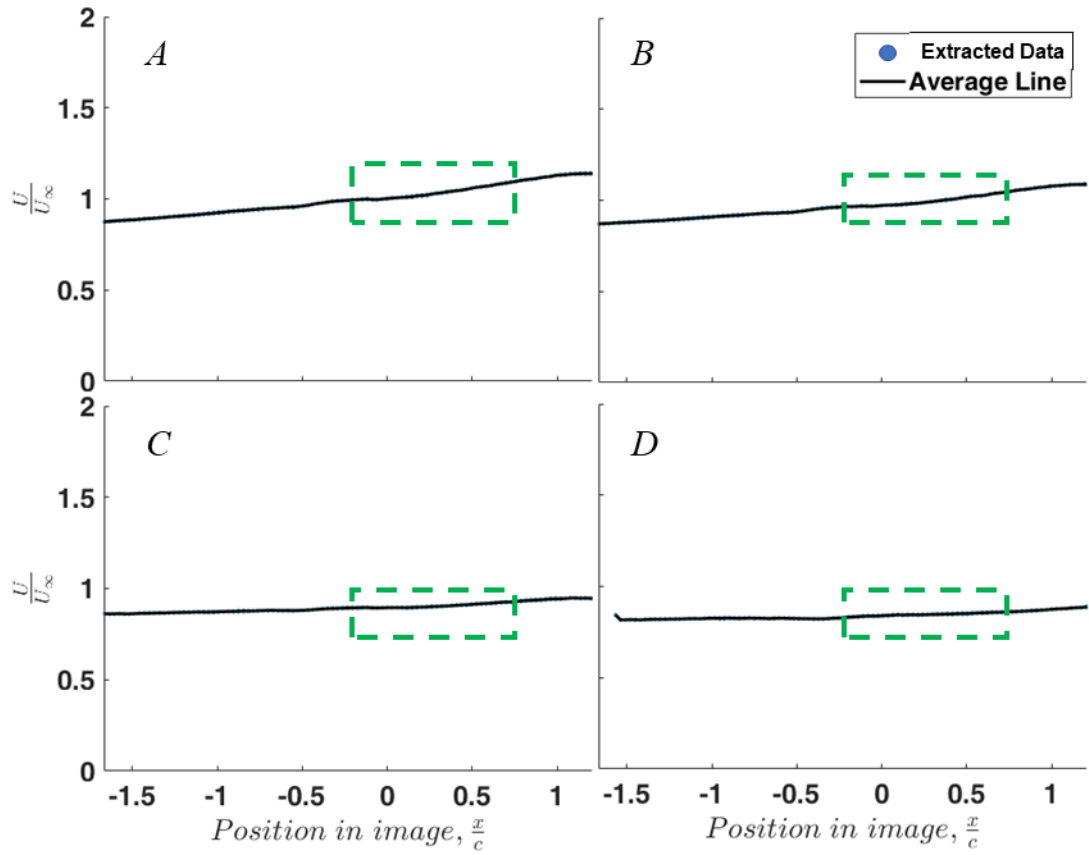 A
B
Extracted Data
Average Line
2
1.5
1
0.5
0
U/U∞
C
D
2
1.5
1
0.5
0
U/U∞
-1.5 -1 -0.5 0 0.5 1
-1.5 -1 -0.5 0 0.5 1
Position in image, x/c
Position in image, x/c